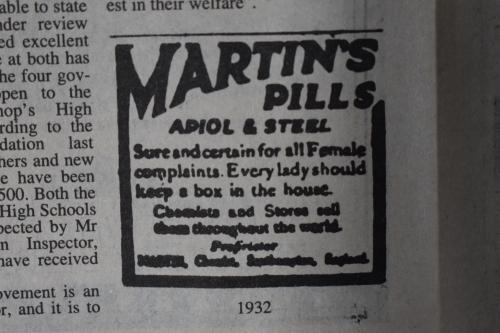 able to state
nder review
ed excellent
e at both has
he four gov-
open to the
hop's High
rding to the
dation last
hers and new
e have been
500. Both the
High Schools
pected by Mr
n Inspector,
have received
ovement is an
or, and it is to
est in their welfare'.
MARTIN'S
PILLS
APIOL & STEEL
Sure and certain for all Female
complaints. Every lady should
keep a box in the house.
Chemists and Stores sell
them throughout the world.
Proprietor
MARTIN, Chemist, Southampton, England.
1932